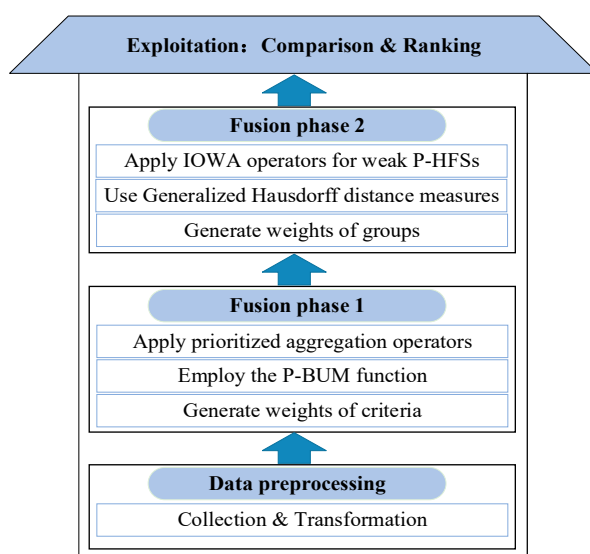 Exploitation：Comparison & Ranking
Fusion phase 2
Apply IOWA operators for weak P-HFSs
Use Generalized Hausdorff distance measures
Generate weights of groups
Fusion phase 1
Apply prioritized aggregation operators
Employ the P-BUM function
Generate weights of criteria
Data preprocessing
Collection & Transformation